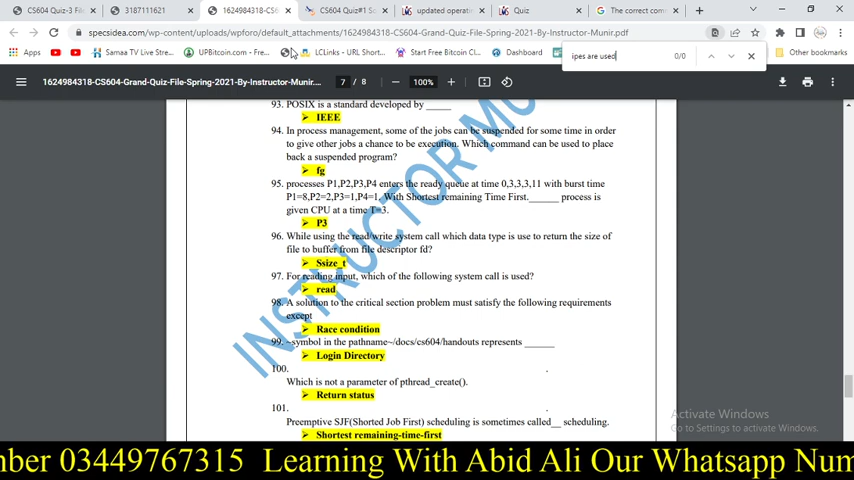 CS604 Quiz-3 Fi
3187111621
1624984318-CS6
CS604 Quiz#1 So
updated operatin
Quiz
The correct comm
specsidea.com/wp-content/uploads/wpforo/default_attachments/1624984318-CS604-Grand-Quiz-File-Spring-2021-By-Instructor-Munir.pdf
ipes are used
0/0
Apps
Samaa TV Live Stre...
UPBitcoin.com - Fre...
LCLinks - URL Short...
Start Free Bitcoin Cl...
Dashboard
Other bookmarks
1624984318-CS604-Grand-Quiz-File-Spring-2021-By-Instructor-Munir....
7 / 8
100%
93. POSIX is a standard developed by _____
➢ IEEE
94. In process management, some of the jobs can be suspended for some time in order
to give other jobs a chance to be execution. Which command can be used to place
back a suspended program?
➢ fg
95. processes P1,P2,P3,P4 enters the ready queue at time 0,3,3,3,11 with burst time
P1=8,P2=2,P3=1,P4=1. With Shortest remaining Time First.______ process is
given CPU at a time T=3.
➢ P3
96. While using the read/write system call which data type is use to return the size of
file to buffer from file descriptor fd?
➢ Ssize_t
97. For reading input, which of the following system call is used?
➢ read
98. A solution to the critical section problem must satisfy the following requirements
except
➢ Race condition
99. ~symbol in the pathname~/docs/cs604/handouts represents ______
➢ Login Directory
100. .
Which is not a parameter of pthread_create().
➢ Return status
101. .
Preemptive SJF(Shorted Job First) scheduling is sometimes called__ scheduling.
➢ Shortest remaining-time-first
INSTRUCTOR MU
Activate Windows
Go to Settings to activate Windows.
mber 03449767315 Learning With Abid Ali Our Whatsapp Num